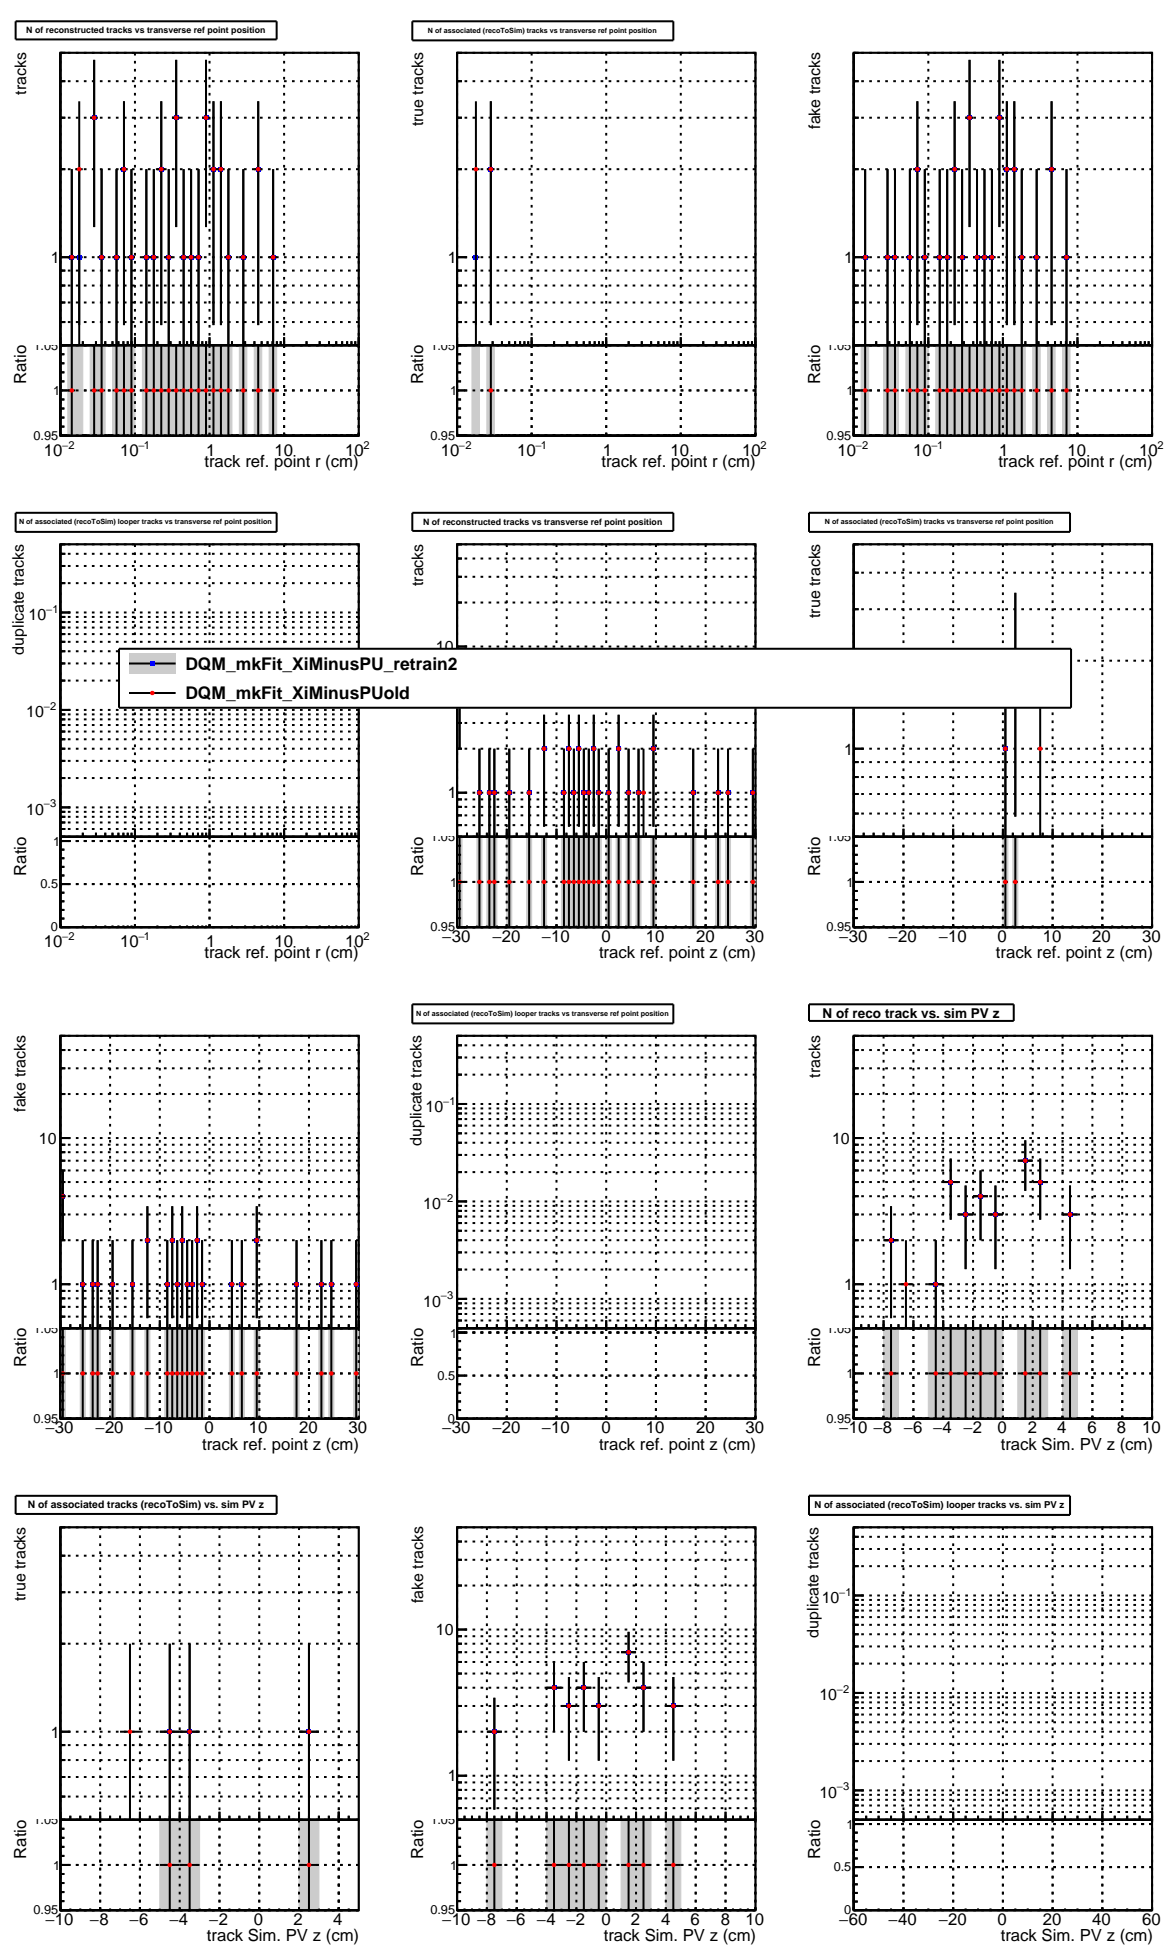 N of reconstructed tracks vs transverse ref point position
tracks
1
Ratio
1.05
1
0.95
10⁻² 10⁻¹ 1 10 10²
track ref. point r (cm)
N of associated (recoToSim) tracks vs transverse ref point position
true tracks
1
Ratio
1.05
1
0.95
10⁻² 10⁻¹ 1 10 10²
track ref. point r (cm)
fake tracks
1
Ratio
1.05
1
0.95
10⁻² 10⁻¹ 1 10 10²
track ref. point r (cm)
N of associated (recoToSim) looper tracks vs transverse ref point position
duplicate tracks
10⁻¹
10⁻²
10⁻³
Ratio
1
0.5
0
10⁻² 10⁻¹ 1 10 10²
track ref. point r (cm)
N of reconstructed tracks vs transverse ref point position
tracks
10
1
Ratio
1.05
1
0.95
−30 −20 −10 0 10 20 30
track ref. point z (cm)
N of associated (recoToSim) tracks vs transverse ref point position
true tracks
1
Ratio
1.05
1
0.95
−30 −20 −10 0 10 20 30
track ref. point z (cm)
DQM_mkFit_XiMinusPU_retrain2
DQM_mkFit_XiMinusPUold
fake tracks
10
1
Ratio
1.05
1
0.95
−30 −20 −10 0 10 20 30
track ref. point z (cm)
N of associated (recoToSim) looper tracks vs transverse ref point position
duplicate tracks
10⁻¹
10⁻²
10⁻³
Ratio
1
0.5
0
−30 −20 −10 0 10 20 30
track ref. point z (cm)
N of reco track vs. sim PV z
tracks
10
1
Ratio
1.05
1
0.95
−10 −8 −6 −4 −2 0 2 4 6 8 10
track Sim. PV z (cm)
N of associated tracks (recoToSim) vs. sim PV z
true tracks
1
Ratio
1.05
1
0.95
−10 −8 −6 −4 −2 0 2 4
track Sim. PV z (cm)
fake tracks
10
1
Ratio
1.05
1
0.95
−10 −8 −6 −4 −2 0 2 4 6 8 10
track Sim. PV z (cm)
N of associated (recoToSim) looper tracks vs. sim PV z
duplicate tracks
10⁻¹
10⁻²
10⁻³
Ratio
1
0.5
0
−60 −40 −20 0 20 40 60
track Sim. PV z (cm)